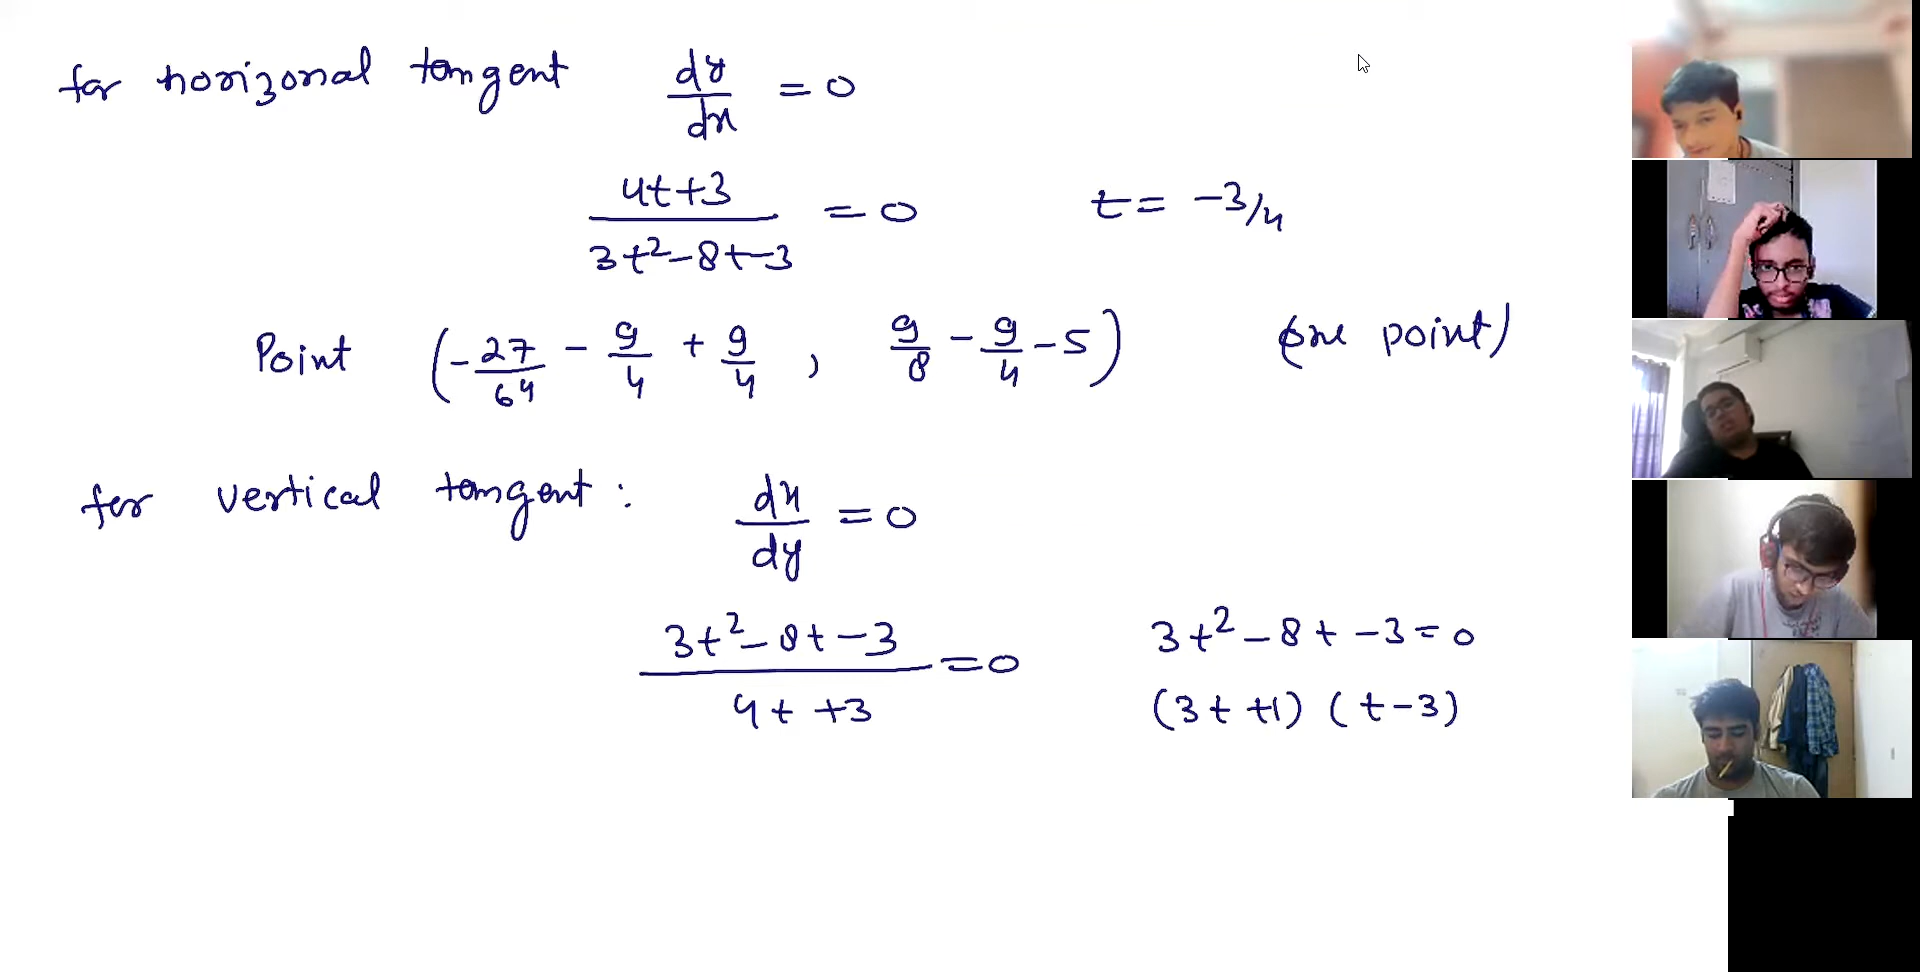 for horizonal tangent dy/dx = 0
(4t+3)/(3t²-8t-3) = 0 t = -3/4
Point (-27/64 - 9/4 + 9/4 , 9/8 - 9/4 - 5) (one point)
for vertical tangent : dx/dy = 0
(3t²-8t-3)/(4t+3) = 0 3t²-8t-3=0
(3t+1) (t-3)